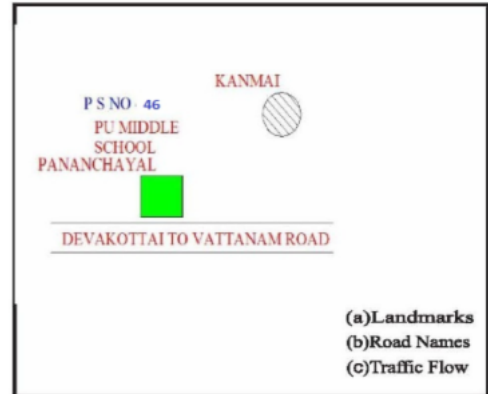 KANMAI
P S NO - 46
PU MIDDLE
SCHOOL
PANANCHAYAL
DEVAKOTTAI TO VATTANAM ROAD
(a)Landmarks
(b)Road Names
(c)Traffic Flow